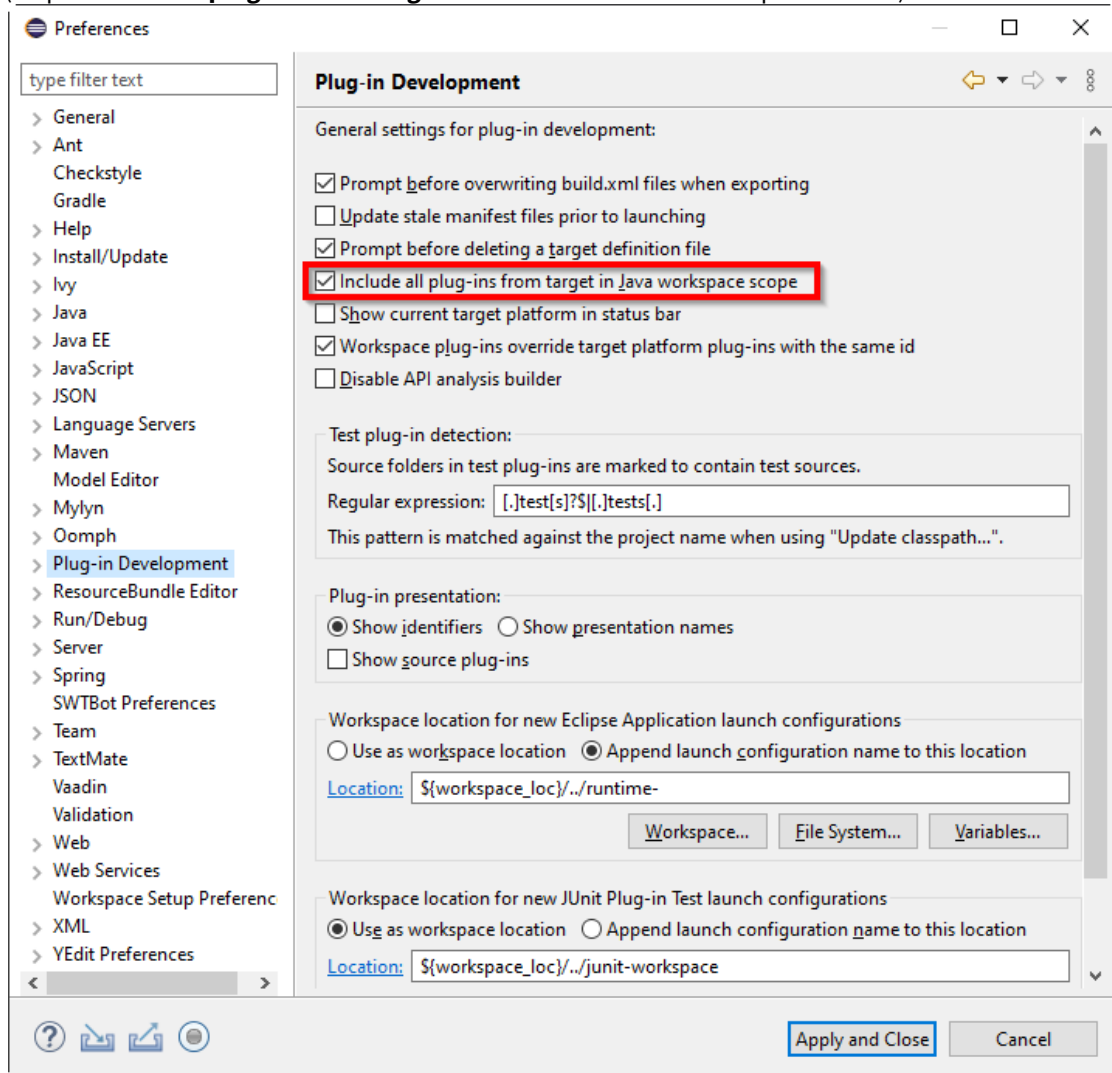 Preferences
type filter text
General
Ant
Checkstyle
Gradle
Help
Install/Update
Ivy
Java
Java EE
JavaScript
JSON
Language Servers
Maven
Model Editor
Mylyn
Oomph
Plug-in Development
ResourceBundle Editor
Run/Debug
Server
Spring
SWTBot Preferences
Team
TextMate
Vaadin
Validation
Web
Web Services
Workspace Setup Preferenc
XML
YEdit Preferences
Plug-in Development
General settings for plug-in development:
Prompt before overwriting build.xml files when exporting
Update stale manifest files prior to launching
Prompt before deleting a target definition file
Include all plug-ins from target in Java workspace scope
Show current target platform in status bar
Workspace plug-ins override target platform plug-ins with the same id
Disable API analysis builder
Test plug-in detection:
Source folders in test plug-ins are marked to contain test sources.
Regular expression: [.]test[s]?$|[.]tests[.]
This pattern is matched against the project name when using "Update classpath...".
Plug-in presentation:
Show identifiers Show presentation names
Show source plug-ins
Workspace location for new Eclipse Application launch configurations
Use as workspace location Append launch configuration name to this location
Location: ${workspace_loc}/../runtime-
Workspace... File System... Variables...
Workspace location for new JUnit Plug-in Test launch configurations
Use as workspace location Append launch configuration name to this location
Location: ${workspace_loc}/../junit-workspace
Apply and Close Cancel